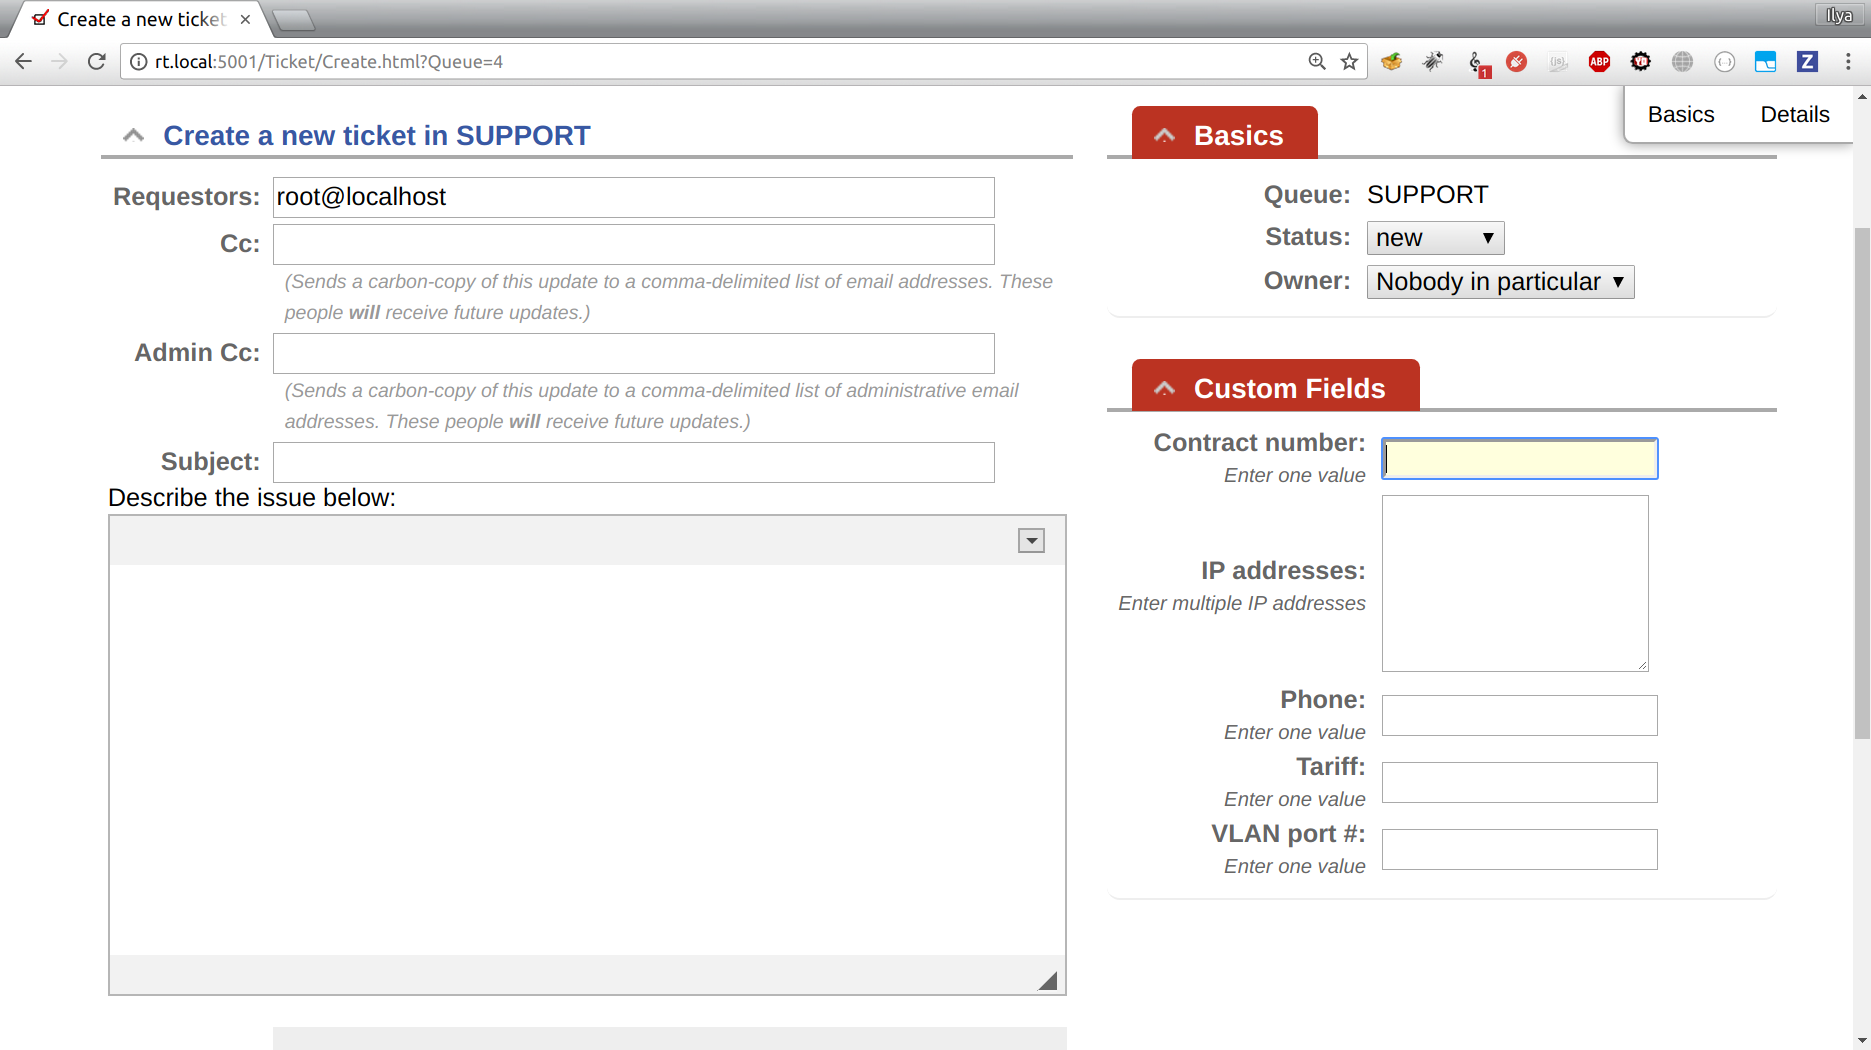 Create a new ticket
Ilya
rt.local:5001/Ticket/Create.html?Queue=4
1
ABP
Z
Basics Details
Create a new ticket in SUPPORT
Requestors: root@localhost
Cc:
(Sends a carbon-copy of this update to a comma-delimited list of email addresses. These
people will receive future updates.)
Admin Cc:
(Sends a carbon-copy of this update to a comma-delimited list of administrative email
addresses. These people will receive future updates.)
Subject:
Describe the issue below:
Basics
Queue: SUPPORT
Status: new
Owner: Nobody in particular
Custom Fields
Contract number:
Enter one value
IP addresses:
Enter multiple IP addresses
Phone:
Enter one value
Tariff:
Enter one value
VLAN port #:
Enter one value